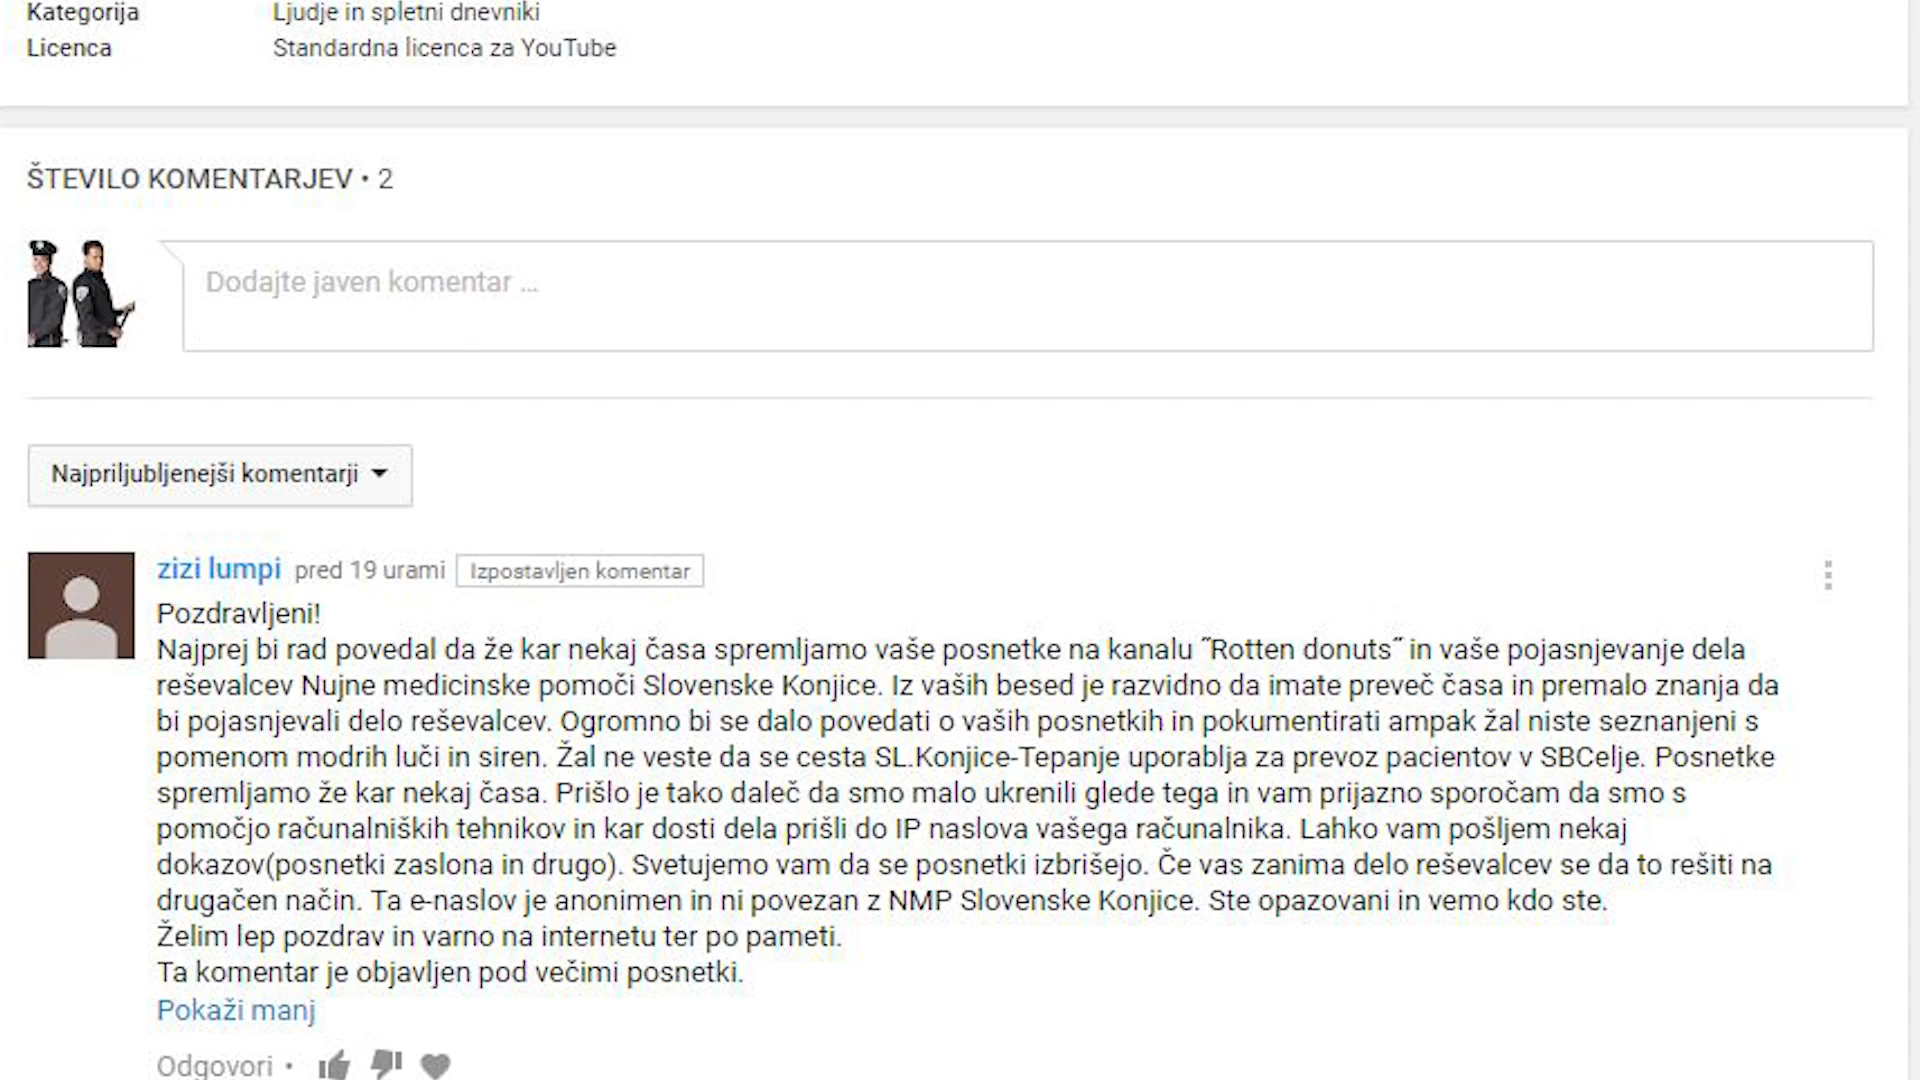 Kategorija Ljudje in spletni dnevniki
Licenca Standardna licenca za YouTube
ŠTEVILO KOMENTARJEV • 2
Dodajte javen komentar ...
Najpriljubljenejši komentarji
zizi lumpi pred 19 urami Izpostavljen komentar
Pozdravljeni!
Najprej bi rad povedal da že kar nekaj časa spremljamo vaše posnetke na kanalu ˝Rotten donuts˝ in vaše pojasnjevanje dela
reševalcev Nujne medicinske pomoči Slovenske Konjice. Iz vaših besed je razvidno da imate preveč časa in premalo znanja da
bi pojasnjevali delo reševalcev. Ogromno bi se dalo povedati o vaših posnetkih in pokumentirati ampak žal niste seznanjeni s
pomenom modrih luči in siren. Žal ne veste da se cesta SL.Konjice-Tepanje uporablja za prevoz pacientov v SBCelje. Posnetke
spremljamo že kar nekaj časa. Prišlo je tako daleč da smo malo ukrenili glede tega in vam prijazno sporočam da smo s
pomočjo računalniških tehnikov in kar dosti dela prišli do IP naslova vašega računalnika. Lahko vam pošljem nekaj
dokazov(posnetki zaslona in drugo). Svetujemo vam da se posnetki izbrišejo. Če vas zanima delo reševalcev se da to rešiti na
drugačen način. Ta e-naslov je anonimen in ni povezan z NMP Slovenske Konjice. Ste opazovani in vemo kdo ste.
Želim lep pozdrav in varno na internetu ter po pameti.
Ta komentar je objavljen pod večimi posnetki.
Pokaži manj
Odgovori •